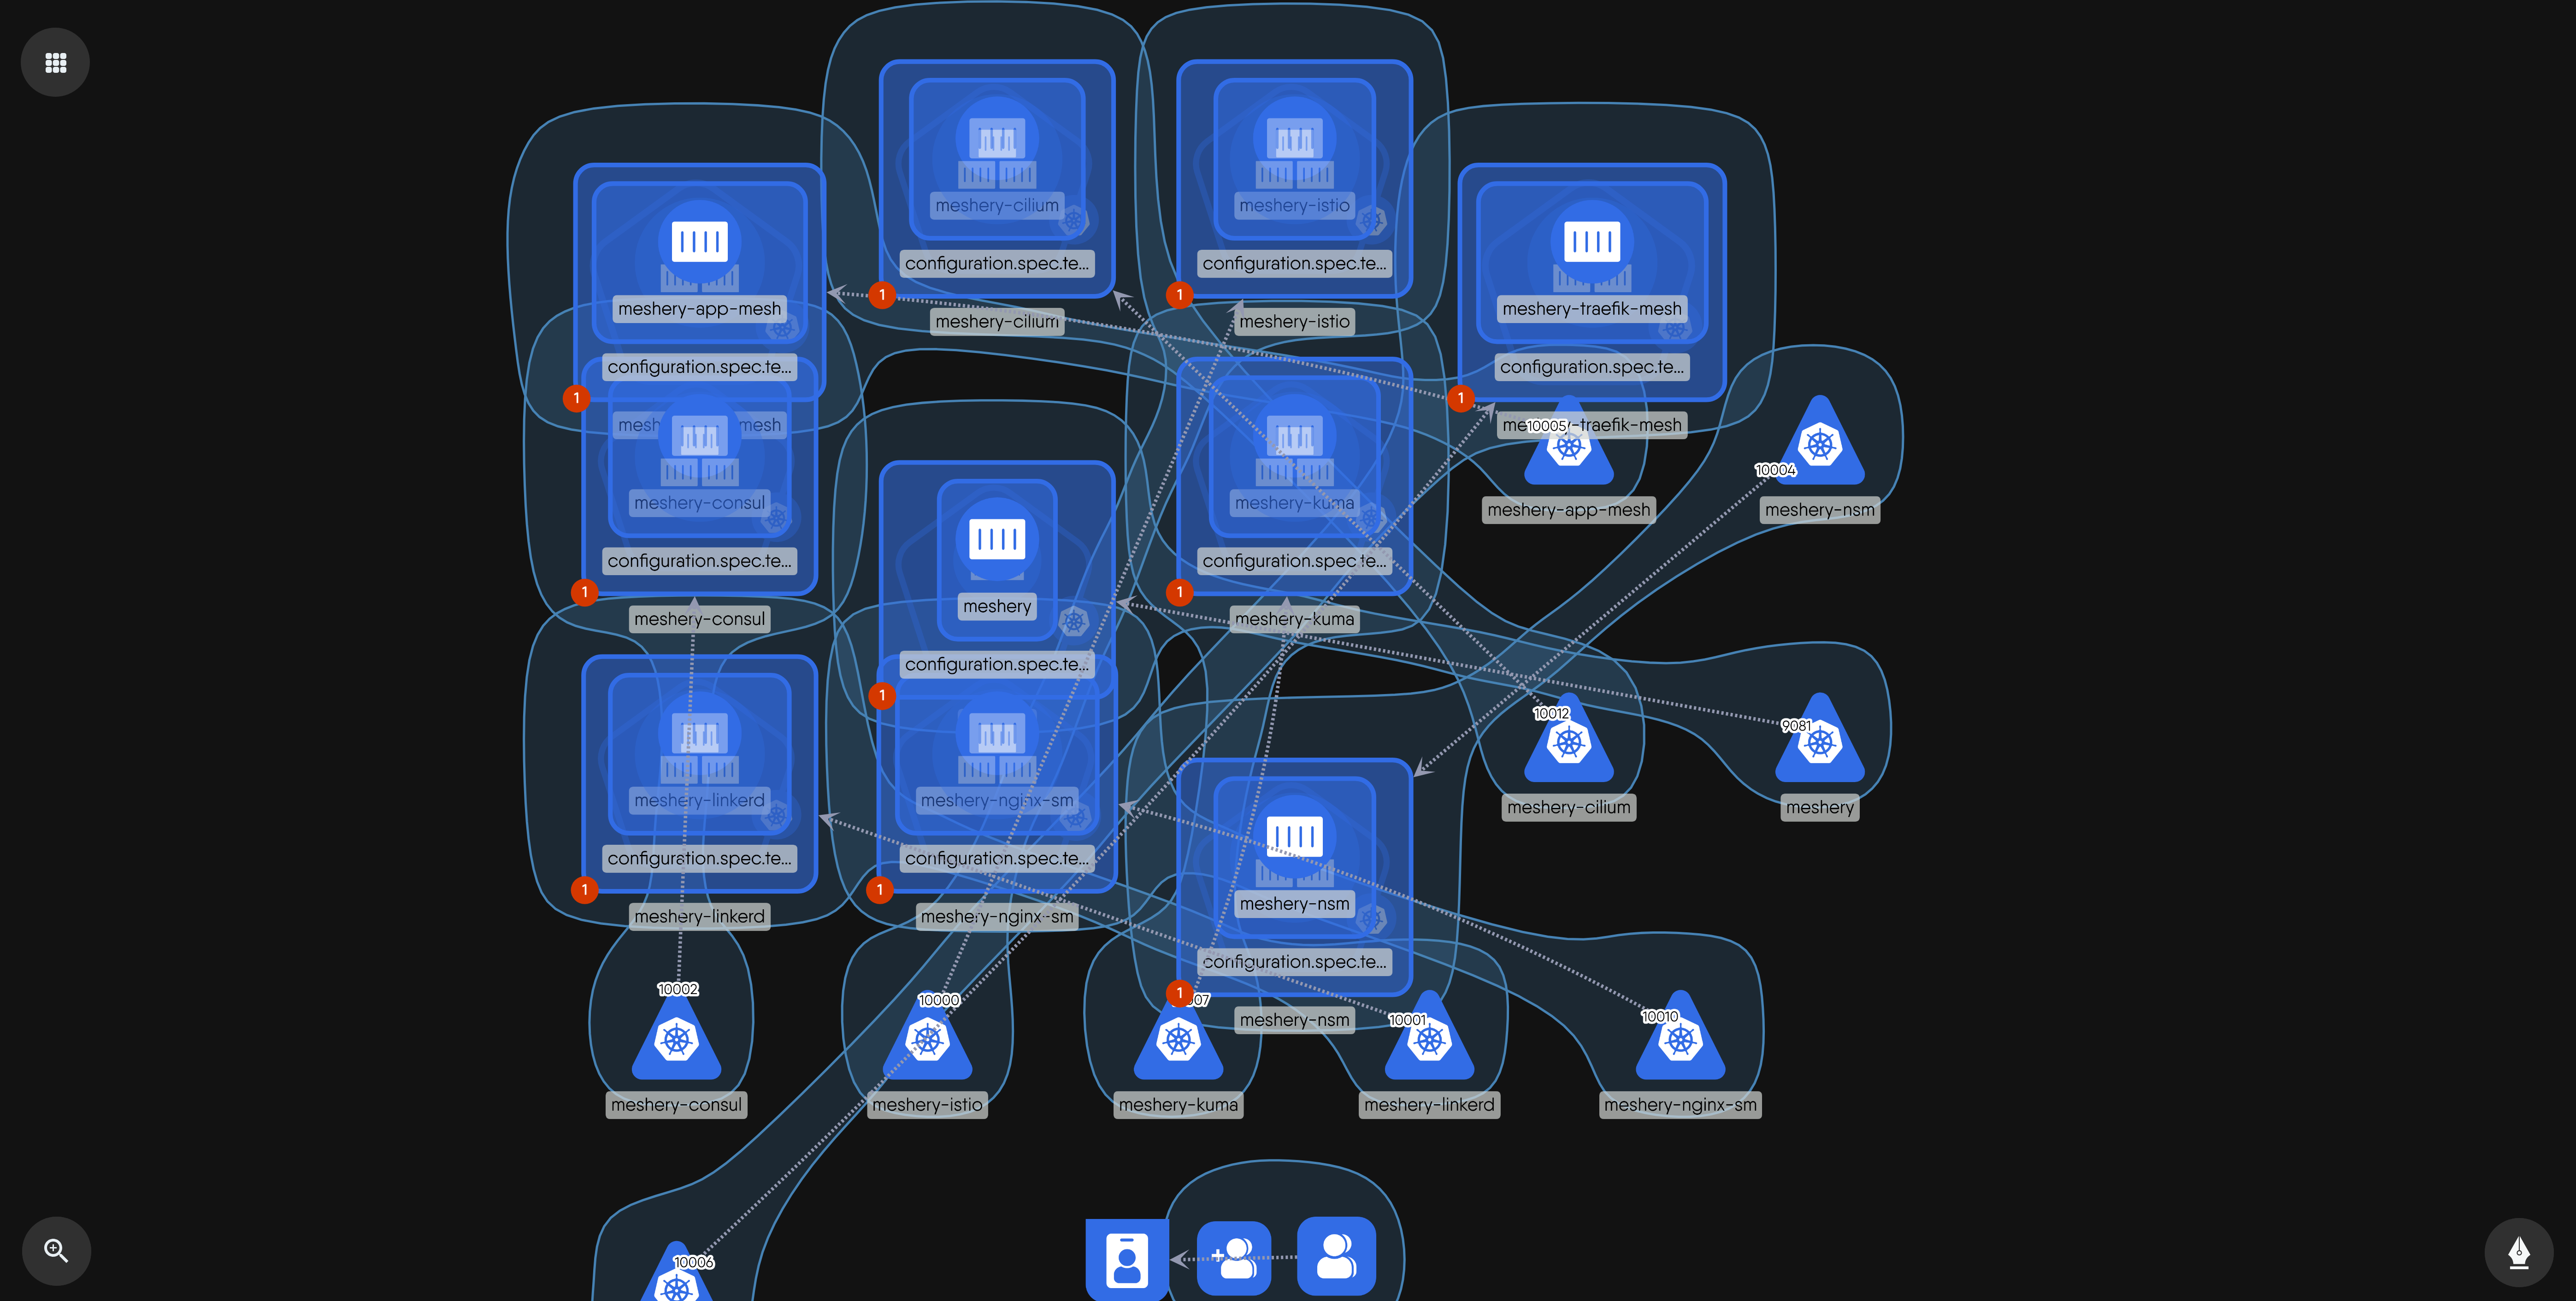 meshery-cilium
configuration.spec.te...
1
meshery-cilium
meshery-istio
configuration.spec.te...
1
meshery-istio
meshery-app-mesh
configuration.spec.te...
1
mesh mesh
meshery-traefik-mesh
configuration.spec.te...
1
-traefik-mesh
10005
meshery-app-mesh
10004
meshery-nsm
meshery-consul
configuration.spec.te...
1
meshery-consul
meshery
configuration.spec.te...
1
meshery-kuma
configuration.spec.te...
1
meshery-kuma
10012
meshery-cilium
9081
meshery
meshery-linkerd
configuration.spec.te...
1
meshery-linkerd
meshery-nginx-sm
configuration.spec.te...
1
meshery-nginx-sm
meshery-nsm
configuration.spec.te...
1
meshery-nsm
10002
meshery-consul
10000
meshery-istio
07
meshery-kuma
10001
meshery-linkerd
10010
meshery-nginx-sm
10006